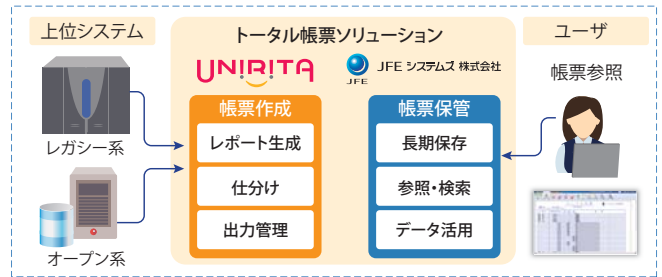 上位システム
レガシー系
オープン系
トータル帳票ソリューション
UNIRITA
JFE
JFE システムズ 株式会社
帳票作成
レポート生成
仕分け
出力管理
帳票保管
長期保存
参照・検索
データ活用
ユーザ
帳票参照